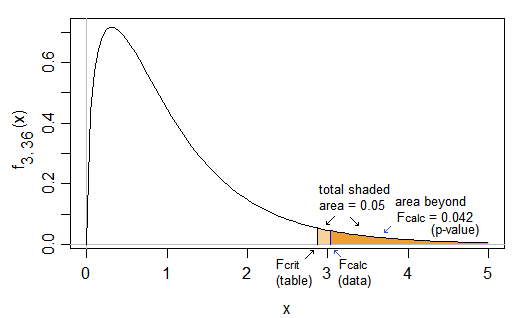 0.6
0.4
0.2
0.0
f3, 36 (x)
total shaded
area = 0.05
area beyond
Fcalc = 0.042
(p-value)
0 1 2 3 4 5
Fcrit
(table)
Fcalc
(data)
x